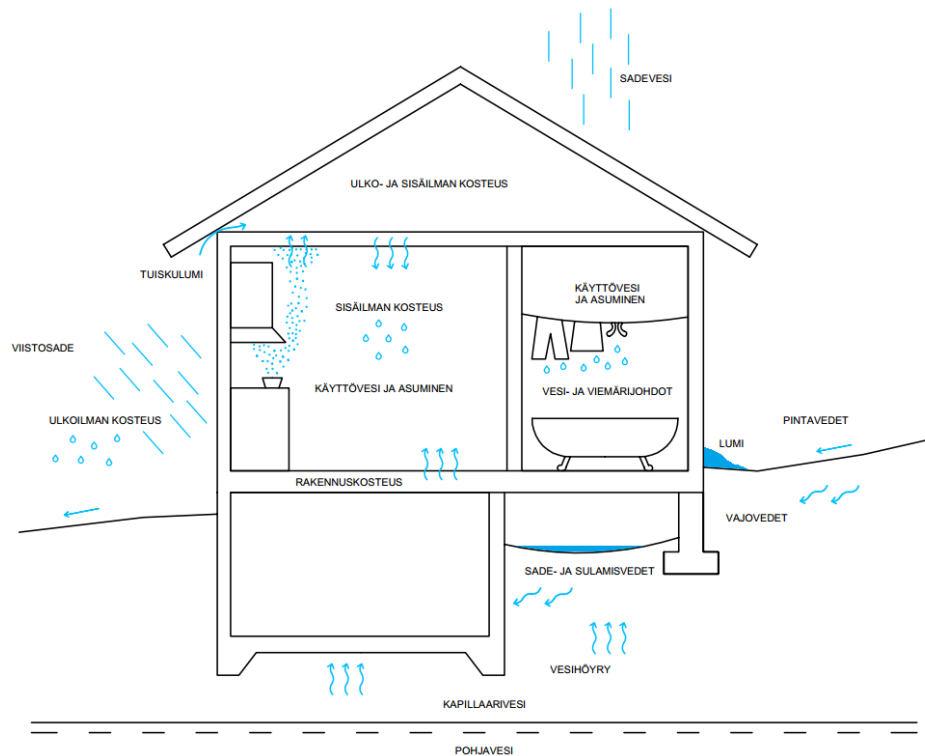 SADEVESI
ULKO- JA SISÄILMAN KOSTEUS
TUISKULUMI
KÄYTTÖVESI
JA ASUMINEN
SISÄILMAN KOSTEUS
VIISTOSADE
KÄYTTÖVESI JA ASUMINEN
VESI- JA VIEMÄRIJOHDOT
ULKOILMAN KOSTEUS
PINTAVEDET
LUMI
RAKENNUSKOSTEUS
VAJOVEDET
SADE- JA SULAMISVEDET
VESIHÖYRY
KAPILLAARIVESI
POHJAVESI